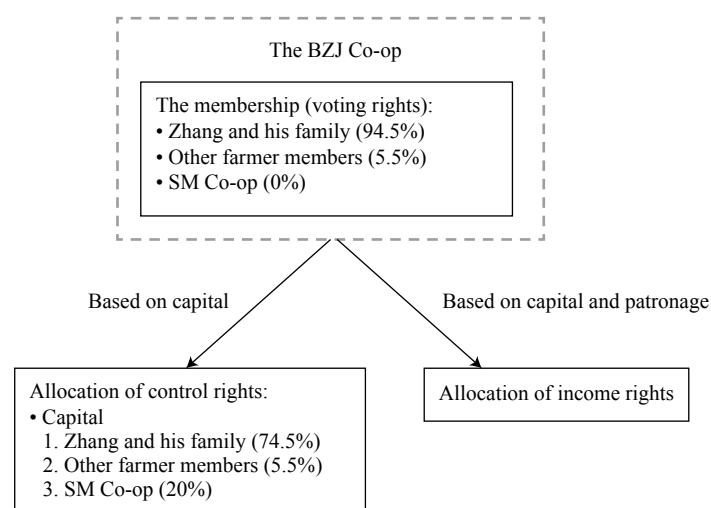 The BZJ Co-op
The membership (voting rights):
• Zhang and his family (94.5%)
• Other farmer members (5.5%)
• SM Co-op (0%)
Based on capital
Based on capital and patronage
Allocation of control rights:
• Capital
1. Zhang and his family (74.5%)
2. Other farmer members (5.5%)
3. SM Co-op (20%)
Allocation of income rights